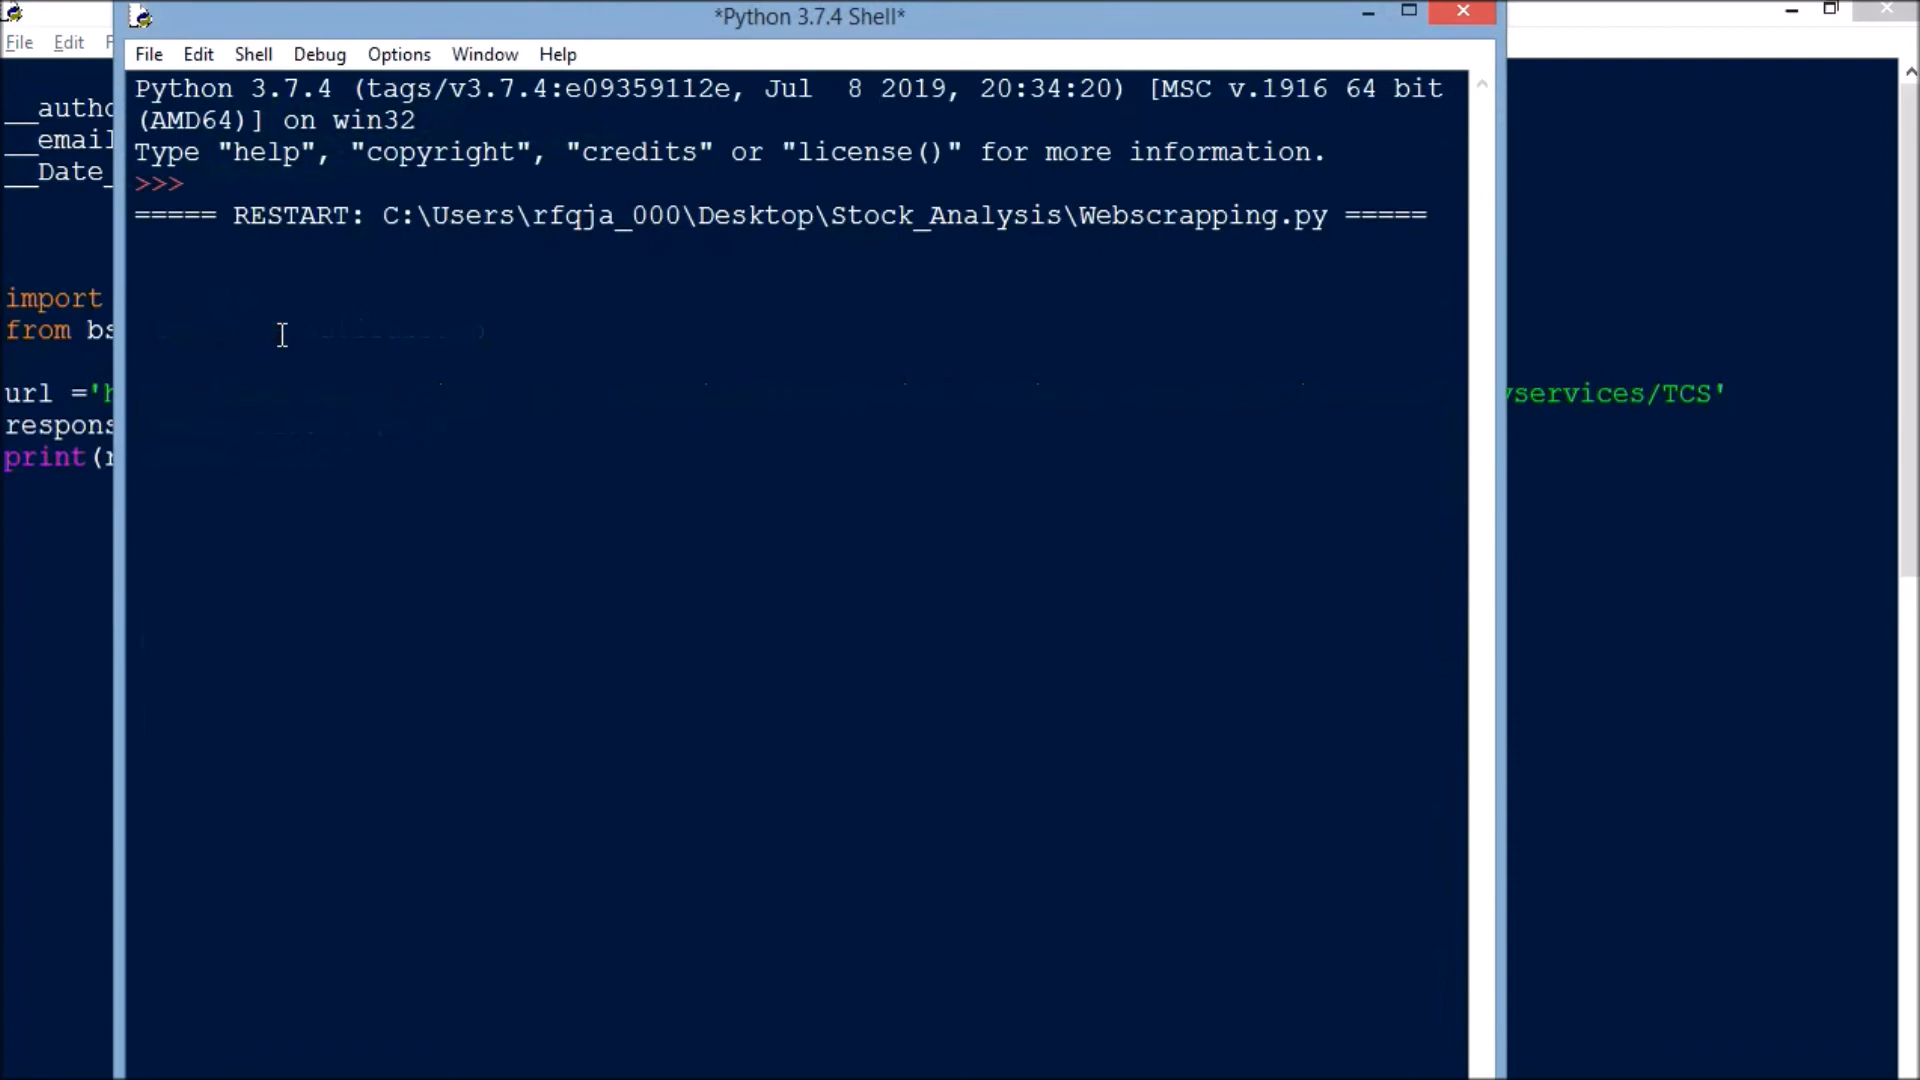 *Python 3.7.4 Shell*
File Edit
File Edit Shell Debug Options Window Help
Python 3.7.4 (tags/v3.7.4:e09359112e, Jul  8 2019, 20:34:20) [MSC v.1916 64 bit
(AMD64)] on win32
Type "help", "copyright", "credits" or "license()" for more information.
>>>
===== RESTART: C:\Users\rfqja_000\Desktop\Stock_Analysis\Webscrapping.py =====
__autho
__email
__Date_
import
from bs
url ='h
services/TCS'
respons
print(r